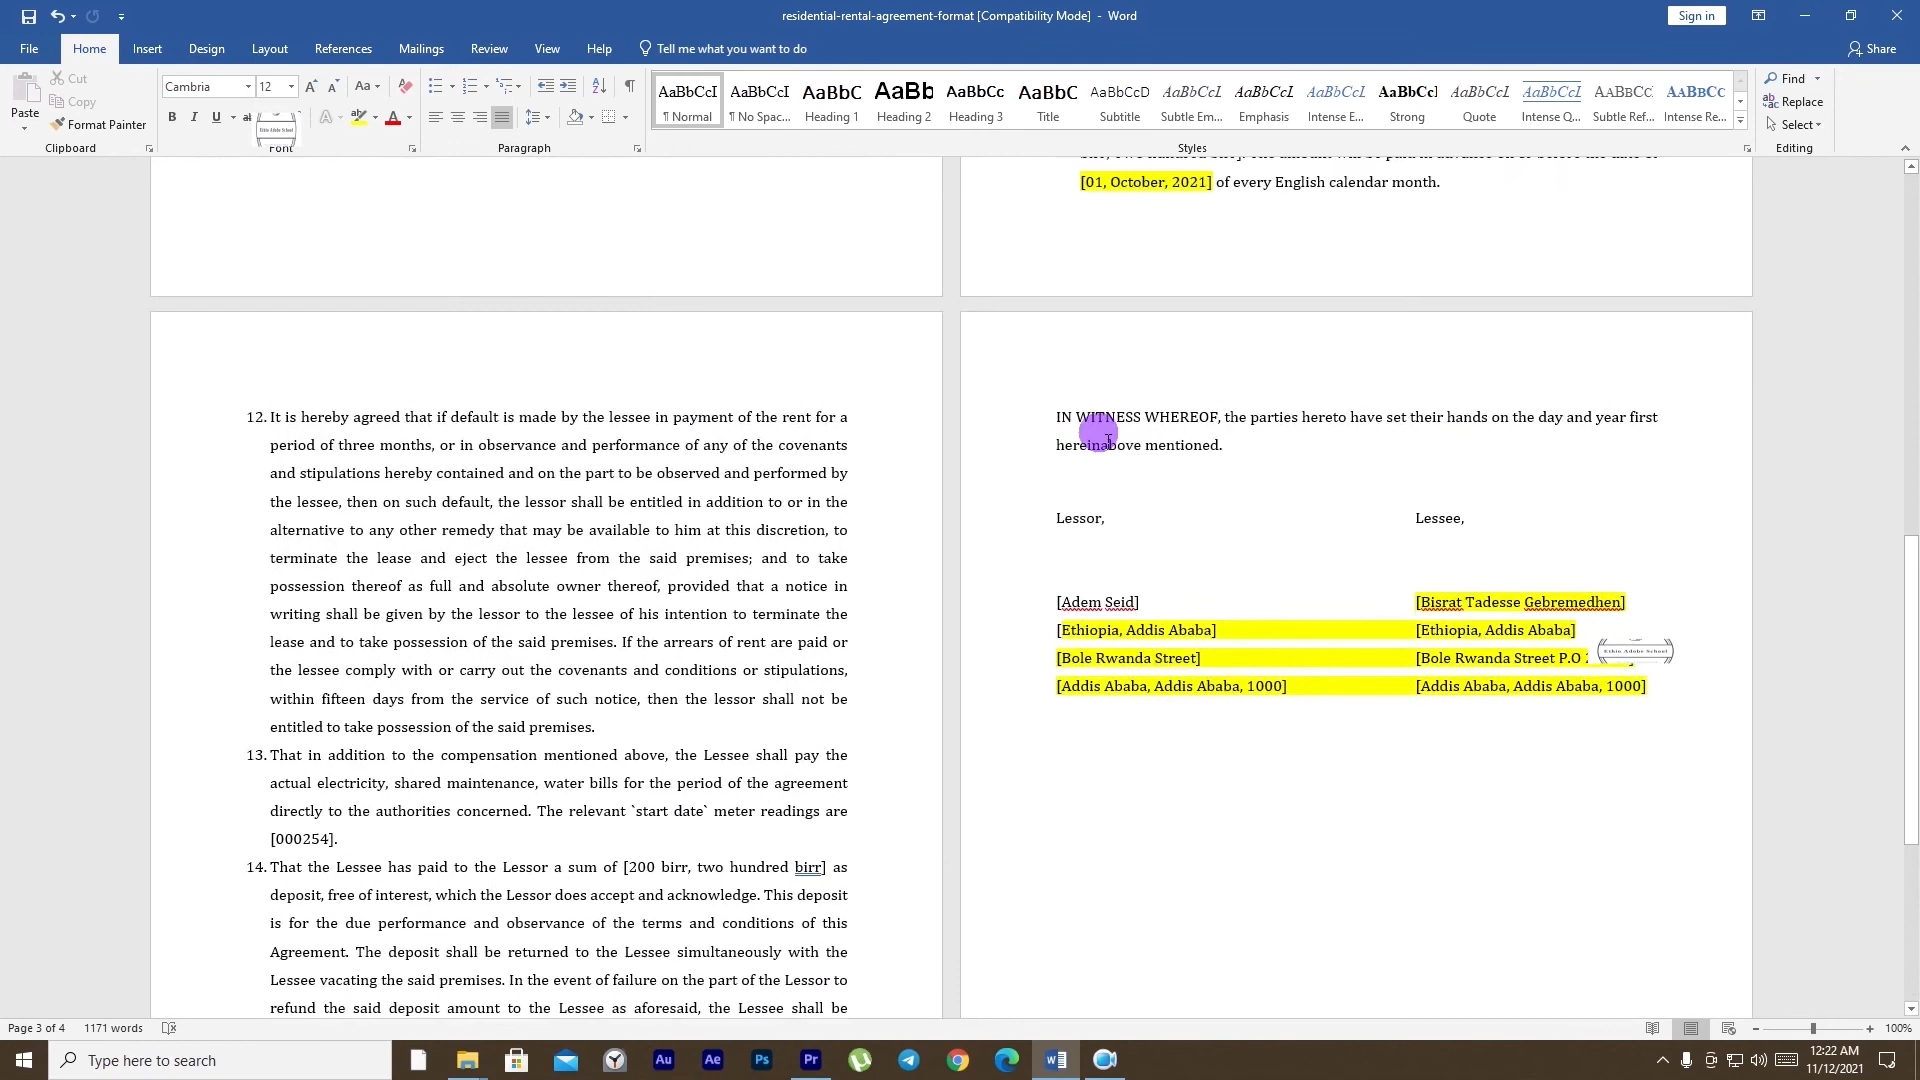 residential-rental-agreement-format [Compatibility Mode] - Word
Sign in
File Home Insert Design Layout References Mailings Review View Help Tell me what you want to do Share
Cut
Copy
Paste
Format Painter
Clipboard
Cambria 12
Aa
B I U ab
Ethio Adobe School
Font
Paragraph
AaBbCcI AaBbCcI AaBbC AaBb AaBbCc AaBbC AaBbCcD AaBbCcI AaBbCcI AaBbCcI AaBbCcI AaBbCcI AaBbCcI AaBbCc AaBbCc
¶ Normal ¶ No Spac... Heading 1 Heading 2 Heading 3 Title Subtitle Subtle Em... Emphasis Intense E... Strong Quote Intense Q... Subtle Ref... Intense Re...
Styles
Find
Replace
Select
Editing
[01, October, 2021] of every English calendar month.
12. It is hereby agreed that if default is made by the lessee in payment of the rent for a
period of three months, or in observance and performance of any of the covenants
and stipulations hereby contained and on the part to be observed and performed by
the lessee, then on such default, the lessor shall be entitled in addition to or in the
alternative to any other remedy that may be available to him at this discretion, to
terminate the lease and eject the lessee from the said premises; and to take
possession thereof as full and absolute owner thereof, provided that a notice in
writing shall be given by the lessor to the lessee of his intention to terminate the
lease and to take possession of the said premises. If the arrears of rent are paid or
the lessee comply with or carry out the covenants and conditions or stipulations,
within fifteen days from the service of such notice, then the lessor shall not be
entitled to take possession of the said premises.
13. That in addition to the compensation mentioned above, the Lessee shall pay the
actual electricity, shared maintenance, water bills for the period of the agreement
directly to the authorities concerned. The relevant `start date` meter readings are
[000254].
14. That the Lessee has paid to the Lessor a sum of [200 birr, two hundred birr] as
deposit, free of interest, which the Lessor does accept and acknowledge. This deposit
is for the due performance and observance of the terms and conditions of this
Agreement. The deposit shall be returned to the Lessee simultaneously with the
Lessee vacating the said premises. In the event of failure on the part of the Lessor to
refund the said deposit amount to the Lessee as aforesaid, the Lessee shall be
IN WITNESS WHEREOF, the parties hereto have set their hands on the day and year first
hereinabove mentioned.
Lessor, Lessee,
[Adem Seid] [Bisrat Tadesse Gebremedhen]
[Ethiopia, Addis Ababa] [Ethiopia, Addis Ababa]
[Bole Rwanda Street] [Bole Rwanda Street P.O
Ethio Adobe School
[Addis Ababa, Addis Ababa, 1000] [Addis Ababa, Addis Ababa, 1000]
Page 3 of 4 1171 words 100%
Type here to search
Au Ae Ps Pr
12:22 AM
11/12/2021